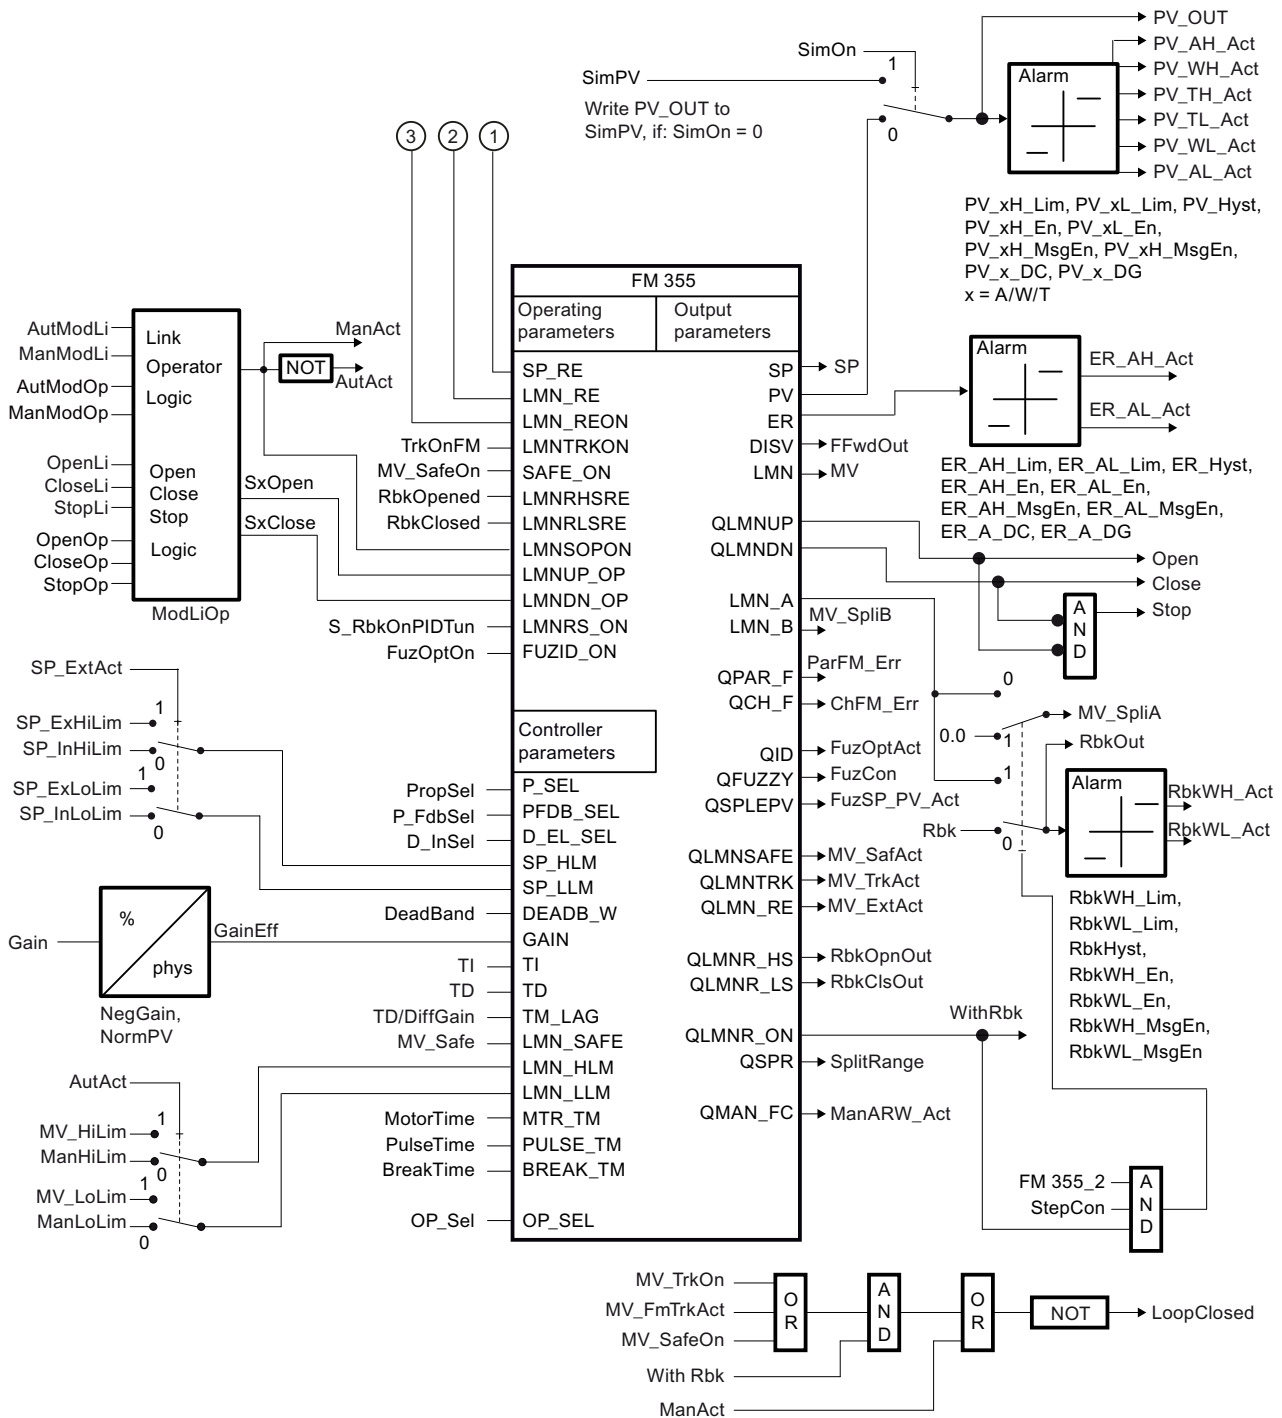 SimOn
SimPV
1
Write PV_OUT to
SimPV, if: SimOn = 0
0
Alarm
PV_OUT
PV_AH_Act
PV_WH_Act
PV_TH_Act
PV_TL_Act
PV_WL_Act
PV_AL_Act
PV_xH_Lim, PV_xL_Lim, PV_Hyst,
PV_xH_En, PV_xL_En,
PV_xH_MsgEn, PV_xH_MsgEn,
PV_x_DC, PV_x_DG
x = A/W/T
3
2
1
FM 355
Operating
parameters
Output
parameters
AutModLi
ManModLi
AutModOp
ManModOp
OpenLi
CloseLi
StopLi
OpenOp
CloseOp
StopOp
Link
Operator
Logic
Open
Close
Stop
Logic
ModLiOp
NOT
ManAct
AutAct
SxOpen
SxClose
TrkOnFM
MV_SafeOn
RbkOpened
RbkClosed
S_RbkOnPIDTun
FuzOptOn
SP_RE
LMN_RE
LMN_REON
LMNTRKON
SAFE_ON
LMNRHSRE
LMNRLSRE
LMNSOPON
LMNUP_OP
LMNDN_OP
LMNRS_ON
FUZID_ON
SP
PV
ER
DISV
LMN
QLMNUP
QLMNDN
LMN_A
LMN_B
QPAR_F
QCH_F
QID
QFUZZY
QSPLEPV
QLMNSAFE
QLMNTRK
QLMN_RE
QLMNR_HS
QLMNR_LS
QLMNR_ON
QSPR
QMAN_FC
SP
FFwdOut
MV
MV_SpliB
ParFM_Err
ChFM_Err
FuzOptAct
FuzCon
FuzSP_PV_Act
MV_SafAct
MV_TrkAct
MV_ExtAct
RbkOpnOut
RbkClsOut
WithRbk
SplitRange
ManARW_Act
Alarm
ER_AH_Act
ER_AL_Act
ER_AH_Lim, ER_AL_Lim, ER_Hyst,
ER_AH_En, ER_AL_En,
ER_AH_MsgEn, ER_AL_MsgEn,
ER_A_DC, ER_A_DG
Open
Close
Stop
A
N
D
0
0.0
1
MV_SpliA
RbkOut
1
Rbk
0
Alarm
RbkWH_Act
RbkWL_Act
RbkWH_Lim,
RbkWL_Lim,
RbkHyst,
RbkWH_En,
RbkWL_En,
RbkWH_MsgEn,
RbkWL_MsgEn
FM 355_2
StepCon
A
N
D
SP_ExtAct
1
SP_ExHiLim
SP_InHiLim
0
1
SP_ExLoLim
SP_InLoLim
0
Controller
parameters
PropSel
P_FdbSel
D_InSel
P_SEL
PFDB_SEL
D_EL_SEL
SP_HLM
SP_LLM
DEADB_W
GAIN
TI
TD
TM_LAG
LMN_SAFE
LMN_HLM
LMN_LLM
MTR_TM
PULSE_TM
BREAK_TM
OP_SEL
Gain
%
phys
GainEff
NegGain,
NormPV
DeadBand
TI
TD
TD/DiffGain
MV_Safe
MotorTime
PulseTime
BreakTime
OP_Sel
AutAct
1
MV_HiLim
ManHiLim
0
1
MV_LoLim
ManLoLim
0
MV_TrkOn
MV_FmTrkAct
MV_SafeOn
With Rbk
ManAct
O
R
A
N
D
O
R
NOT
LoopClosed